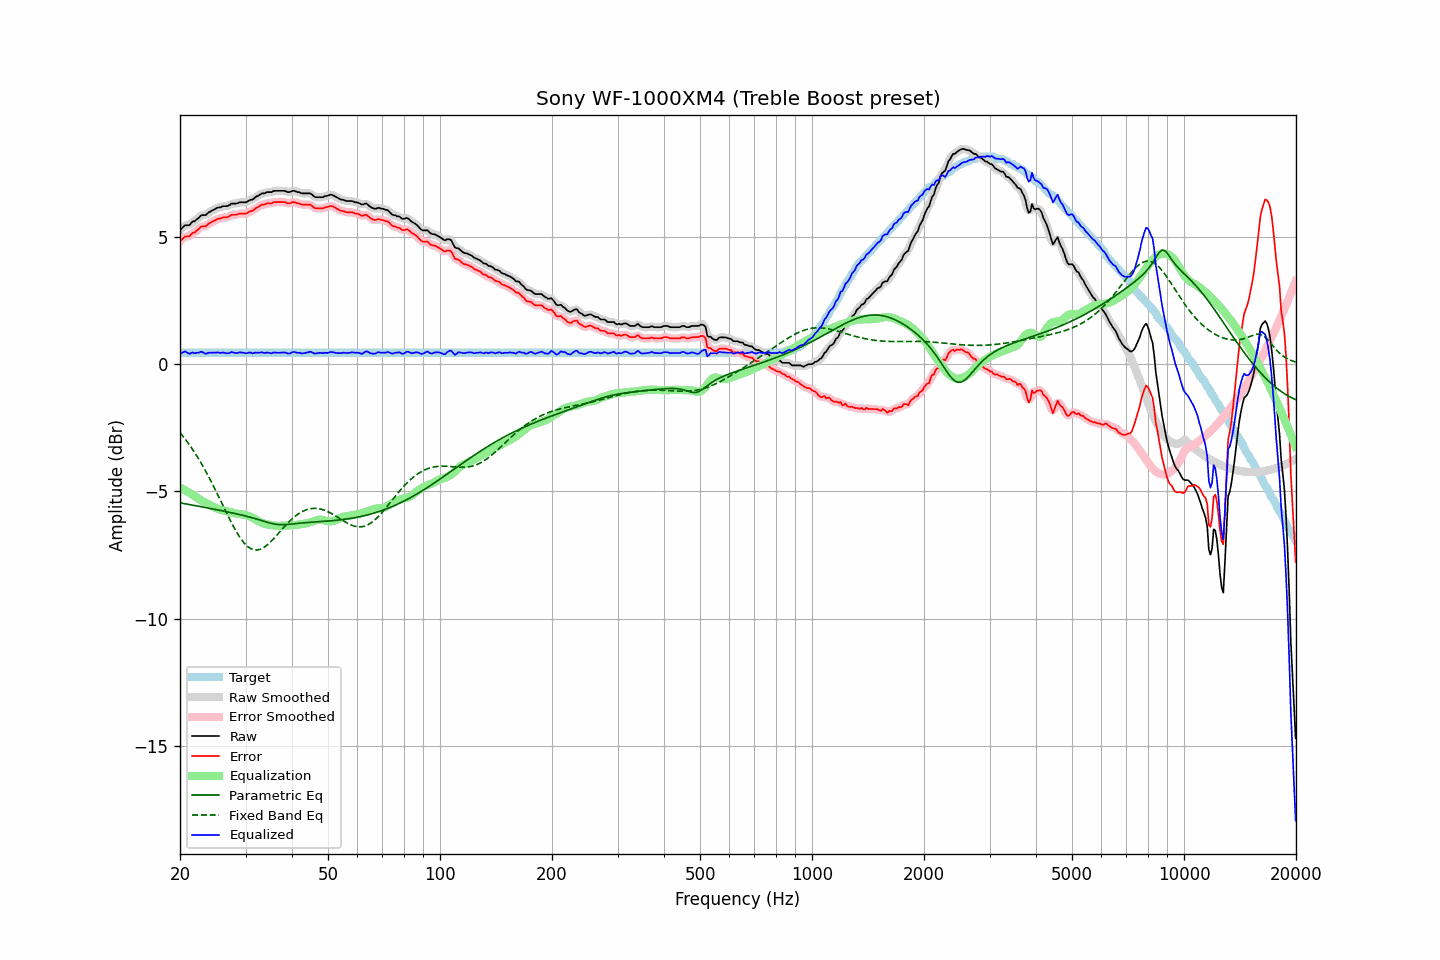 Sony WF-1000XM4 (Treble Boost preset)
Amplitude (dBr)
5
0
−5
−10
−15
Target
Raw Smoothed
Error Smoothed
Raw
Error
Equalization
Parametric Eq
Fixed Band Eq
Equalized
20 50 100 200 500 1000 2000 5000 10000 20000
Frequency (Hz)